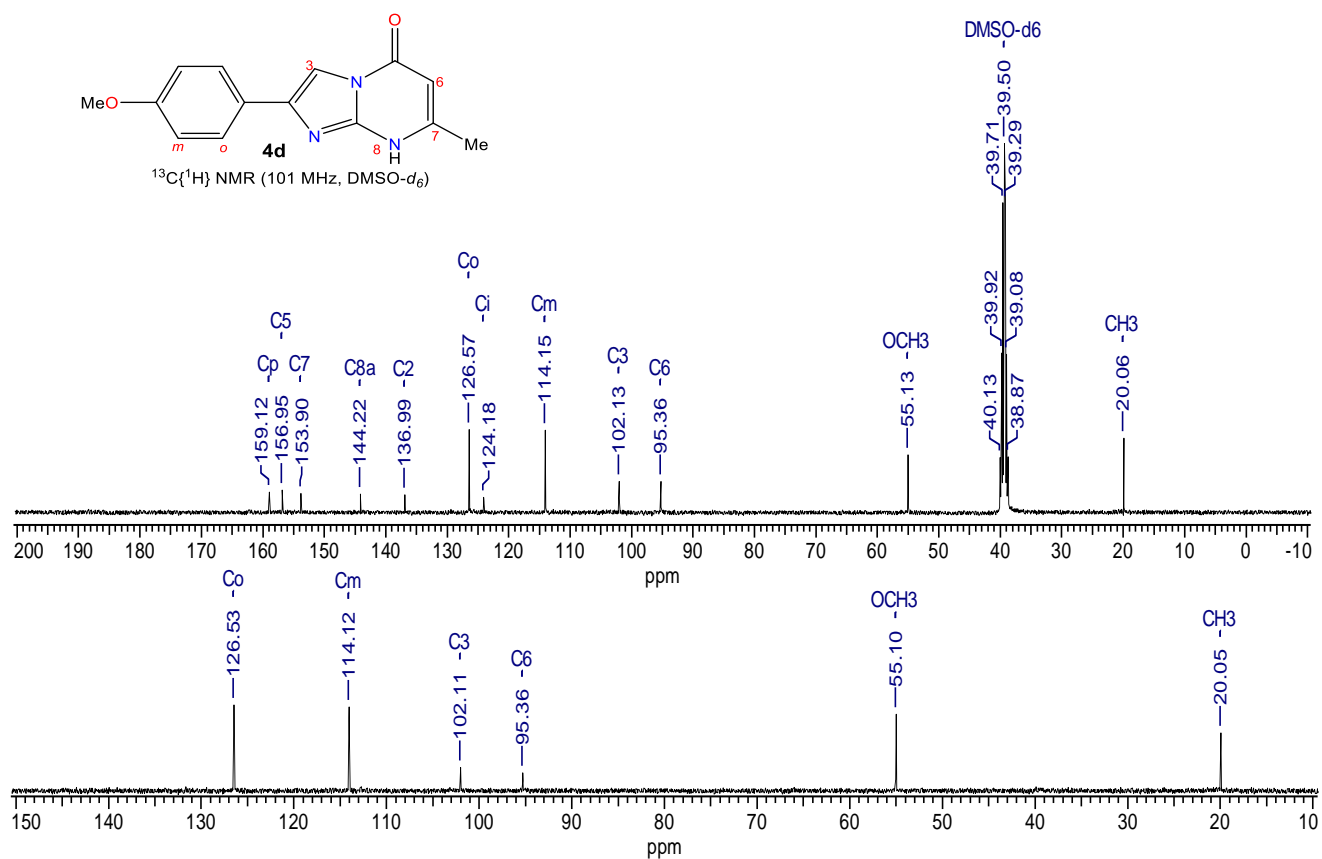 O
3
N
6
MeO
N
7
m
o
4d
8
N
H
Me
¹³C{¹H} NMR (101 MHz, DMSO-d₆)
DMSO-d6
39.50
39.71
39.29
39.92
39.08
40.13
38.87
Cp
159.12
C5
156.95
C7
153.90
C8a
144.22
C2
136.99
Co
126.57
Ci
124.18
Cm
114.15
C3
102.13
C6
95.36
OCH3
55.13
CH3
20.06
200 190 180 170 160 150 140 130 120 110 100 90 80 70 60 50 40 30 20 10 0 -10
ppm
Co
126.53
Cm
114.12
C3
102.11
C6
95.36
OCH3
55.10
CH3
20.05
150 140 130 120 110 100 90 80 70 60 50 40 30 20 10
ppm